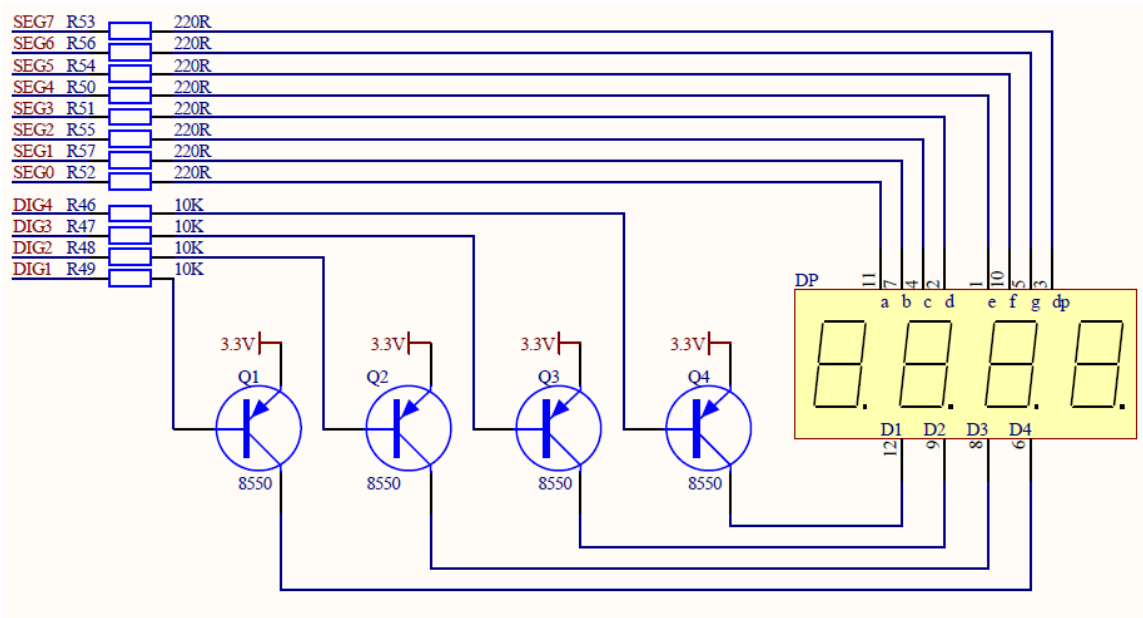 SEG7 R53 220R
SEG6 R56 220R
SEG5 R54 220R
SEG4 R50 220R
SEG3 R51 220R
SEG2 R55 220R
SEG1 R57 220R
SEG0 R52 220R
DIG4 R46 10K
DIG3 R47 10K
DIG2 R48 10K
DIG1 R49 10K
11 7 4 2 1 10 5 3
DP
a b c d e f g dp
3.3V 3.3V 3.3V 3.3V
Q1 Q2 Q3 Q4
D1 D2 D3 D4
12 9 8 6
8550 8550 8550 8550